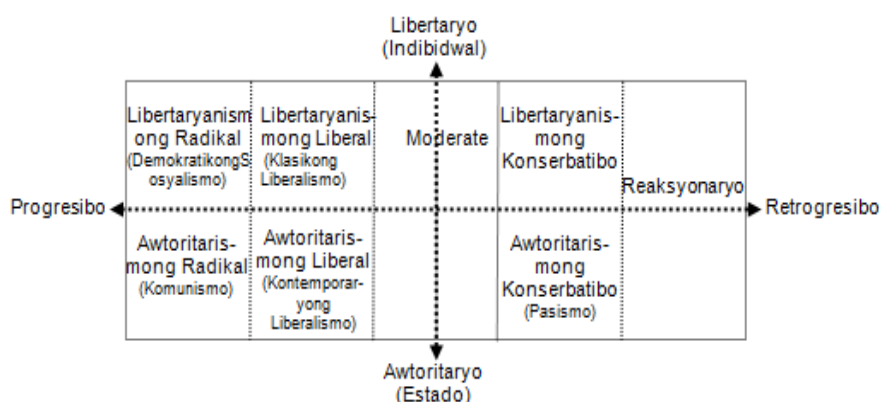 Libertaryo
(Indibidwal)
Libertaryanism
ong Radikal
(DemokratikongS
osyalismo)
Libertaryanis-
mong Liberal
(Klasikong
Liberalismo)
Moderate
Libertaryanis-
mong
Konserbatibo
Reaksyonaryo
Progresibo
Retrogresibo
Awtoritaris-
mong Radikal
(Komunismo)
Awtoritaris-
mong Liberal
(Kontemporar-
yong
Liberalismo)
Awtoritaris-
mong
Konserbatibo
(Pasismo)
Awtoritaryo
(Estado)